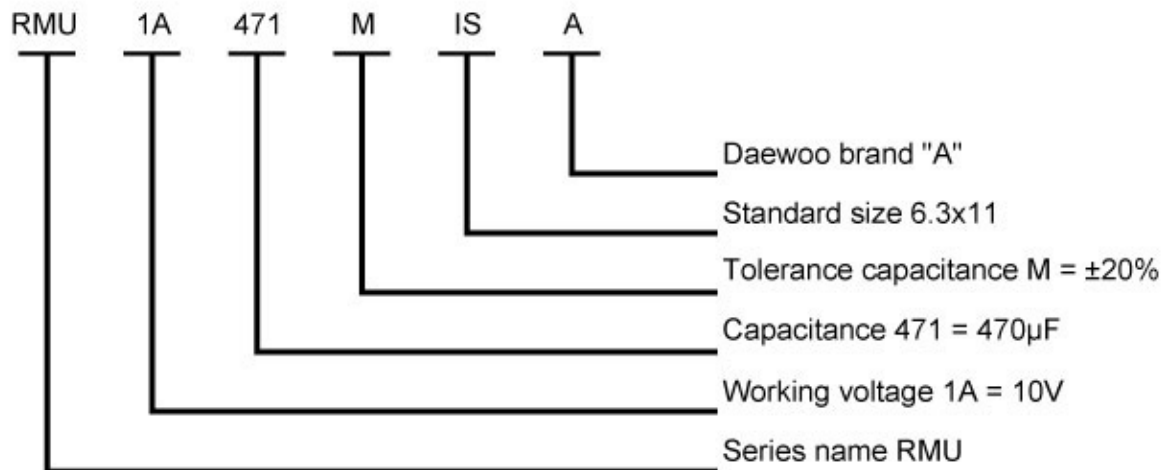 RMU 1A 471 M IS A
Daewoo brand "A"
Standard size 6.3x11
Tolerance capacitance M = ±20%
Capacitance 471 = 470µF
Working voltage 1A = 10V
Series name RMU